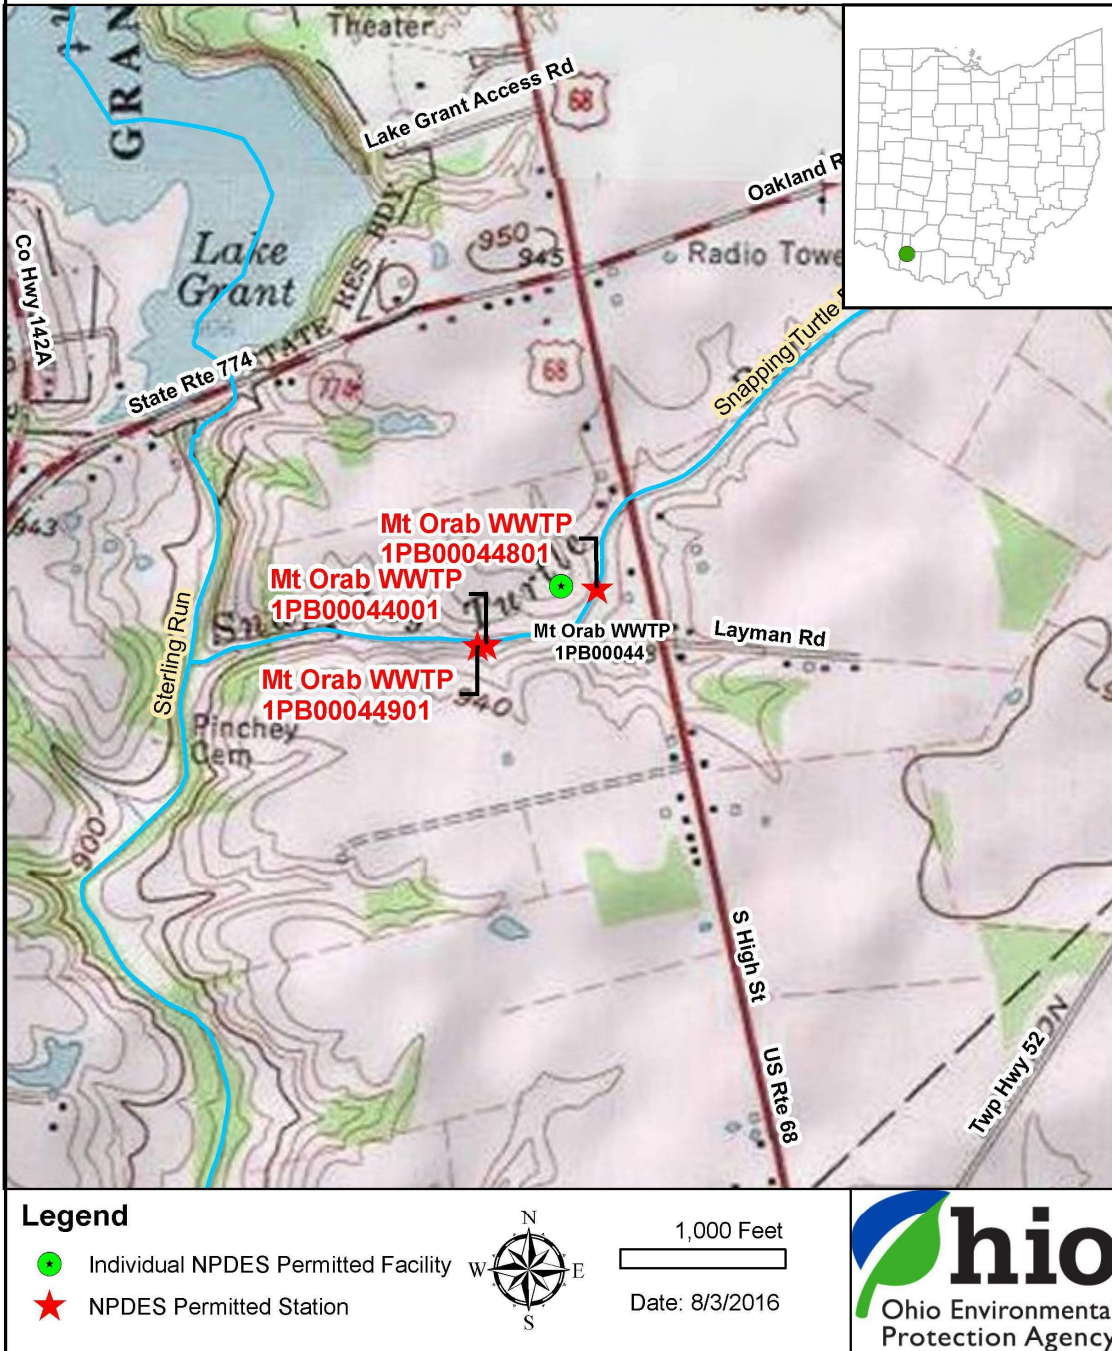 Theater
GRAN
Lake Grant Access Rd
68
Oakland R
950
945
Radio Towe
Lake
Grant
RES BDY
STATE
Co Hwy 142A
State Rte 774
774
68
Snapping Turtle
943
Mt Orab WWTP
1PB00044801
Mt Orab WWTP
1PB00044001
Turtle
Mt Orab WWTP
1PB00044
Layman Rd
Sterling Run
Mt Orab WWTP
1PB00044901
940
Pinchey
Cem
900
S High St
US Rte 68
Twp Hwy 52
Legend
Individual NPDES Permitted Facility
NPDES Permitted Station
N
W
E
S
1,000 Feet
Date: 8/3/2016
Ohio
Ohio Environmenta
Protection Agency